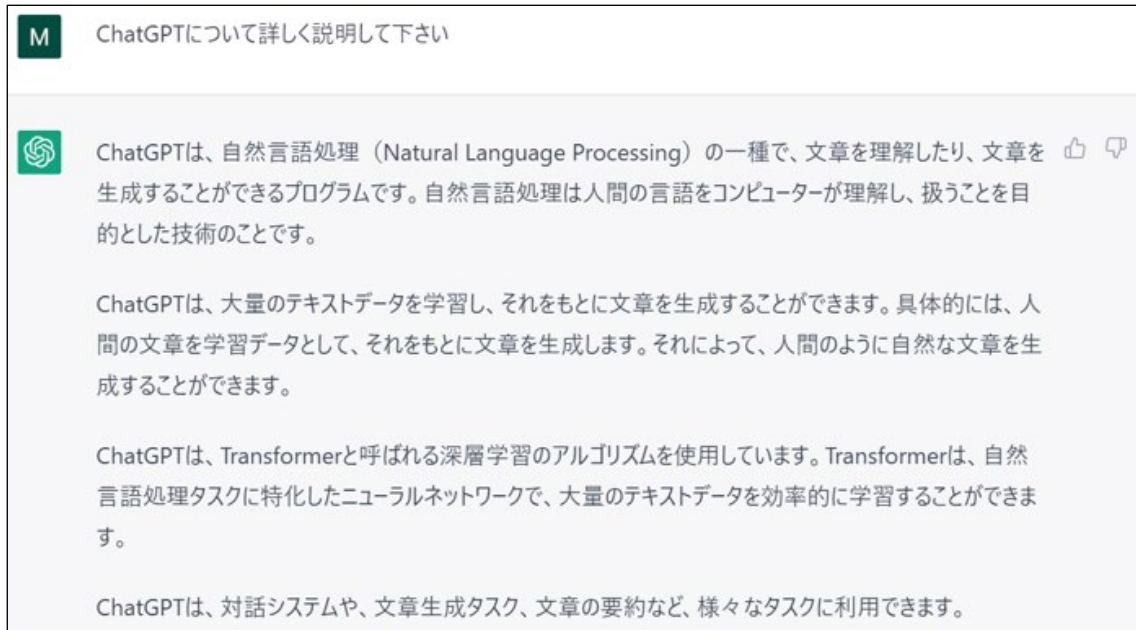 M
ChatGPTについて詳しく説明して下さい
ChatGPTは、自然言語処理（Natural Language Processing）の一種で、文章を理解したり、文章を
生成することができるプログラムです。自然言語処理は人間の言語をコンピューターが理解し、扱うことを目
的とした技術のことです。
ChatGPTは、大量のテキストデータを学習し、それをもとに文章を生成することができます。具体的には、人
間の文章を学習データとして、それをもとに文章を生成します。それによって、人間のように自然な文章を生
成することができます。
ChatGPTは、Transformerと呼ばれる深層学習のアルゴリズムを使用しています。Transformerは、自然
言語処理タスクに特化したニューラルネットワークで、大量のテキストデータを効率的に学習することができま
す。
ChatGPTは、対話システムや、文章生成タスク、文章の要約など、様々なタスクに利用できます。